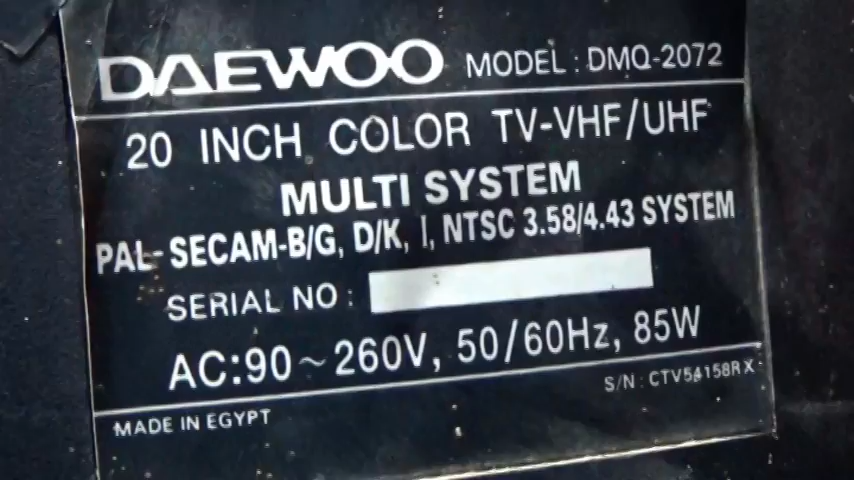 DAEWOO MODEL : DMQ-2072
20 INCH COLOR TV-VHF/UHF
MULTI SYSTEM
PAL-SECAM-B/G, D/K, I, NTSC 3.58/4.43 SYSTEM
SERIAL NO :
AC:90~260V, 50/60Hz, 85W
S/N : CTV54158RX
MADE IN EGYPT